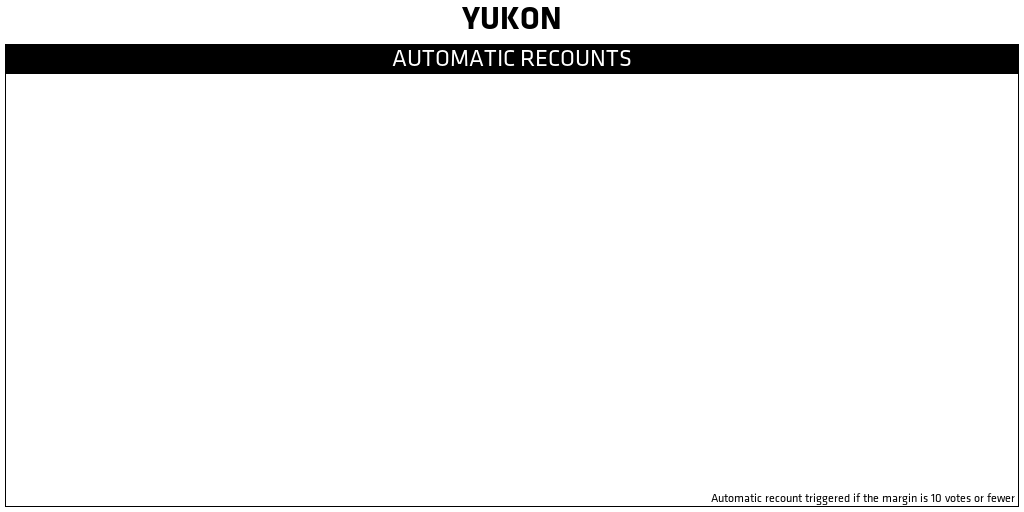 YUKON
AUTOMATIC RECOUNTS
Automatic recount triggered if the margin is 10 votes or fewer